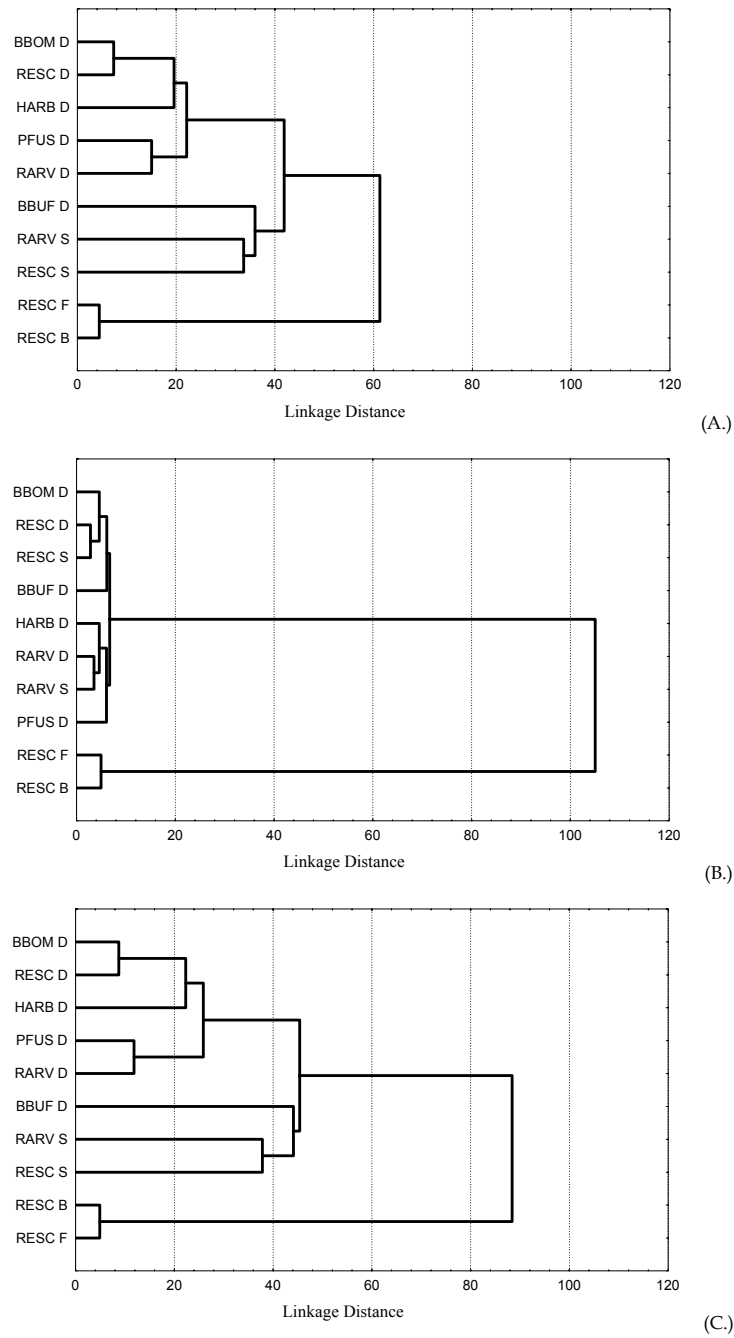 BBOM D
RESC D
HARB D
PFUS D
RARV D
BBUF D
RARV S
RESC S
RESC F
RESC B
0 20 40 60 80 100 120
Linkage Distance
(A.)
BBOM D
RESC D
RESC S
BBUF D
HARB D
RARV D
RARV S
PFUS D
RESC F
RESC B
0 20 40 60 80 100 120
Linkage Distance
(B.)
BBOM D
RESC D
HARB D
PFUS D
RARV D
BBUF D
RARV S
RESC S
RESC B
RESC F
0 20 40 60 80 100 120
Linkage Distance
(C.)